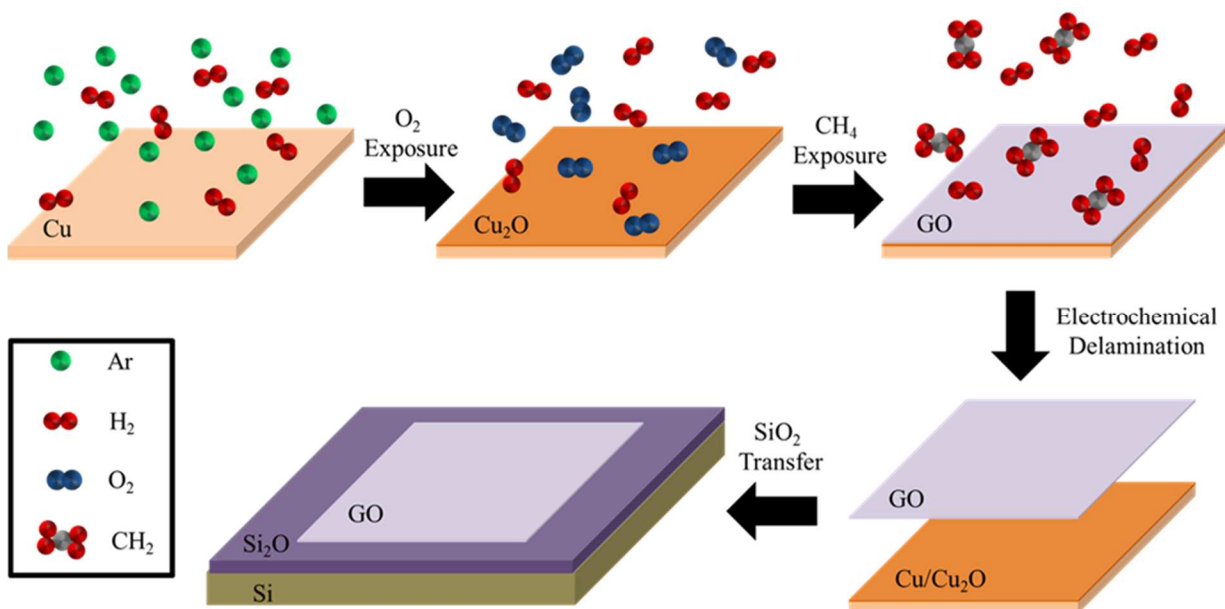 Cu
O₂
Exposure
Cu₂O
CH₄
Exposure
GO
Electrochemical
Delamination
GO
Cu/Cu₂O
SiO₂
Transfer
GO
Si₂O
Si
Ar
H₂
O₂
CH₂